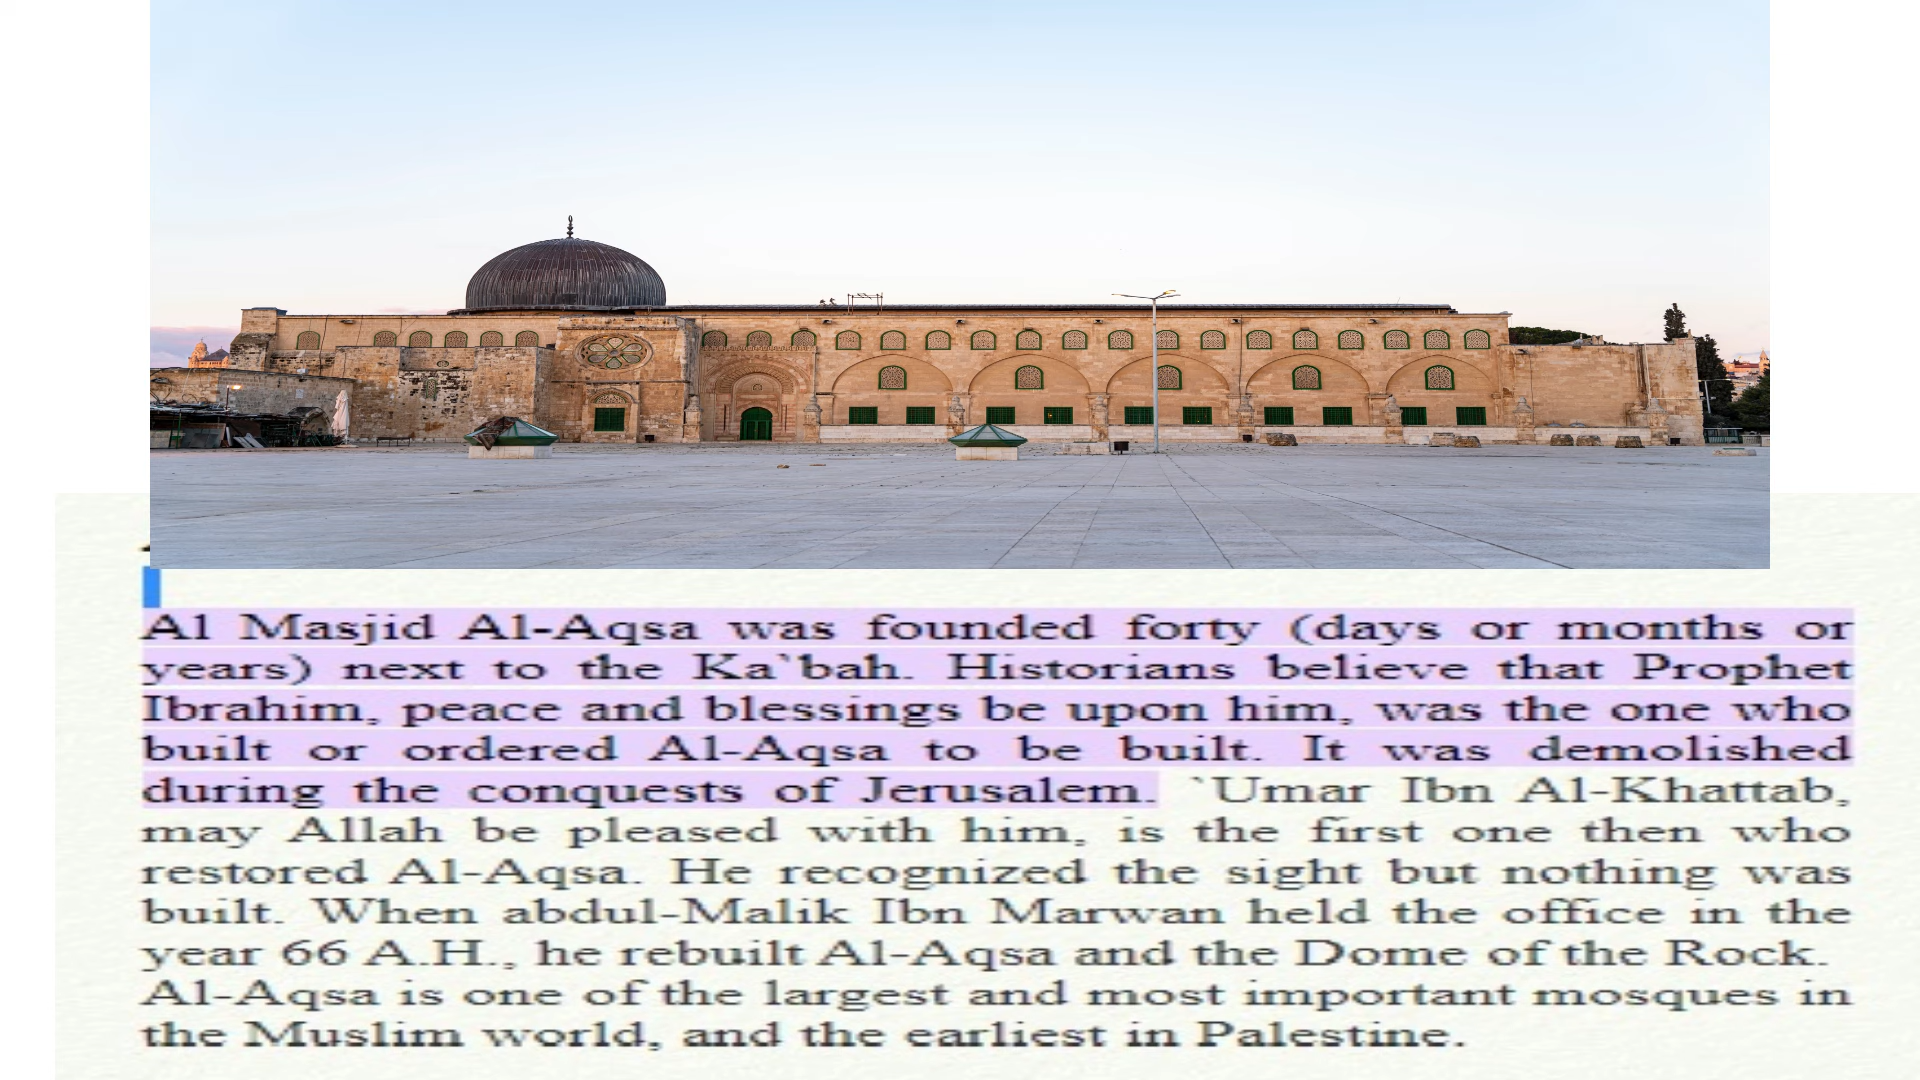 Al Masjid Al-Aqsa was founded forty (days or months or
years) next to the Ka`bah. Historians believe that Prophet
Ibrahim, peace and blessings be upon him, was the one who
built or ordered Al-Aqsa to be built. It was demolished
during the conquests of Jerusalem. `Umar Ibn Al-Khattab,
may Allah be pleased with him, is the first one then who
restored Al-Aqsa. He recognized the sight but nothing was
built. When abdul-Malik Ibn Marwan held the office in the
year 66 A.H., he rebuilt Al-Aqsa and the Dome of the Rock.
Al-Aqsa is one of the largest and most important mosques in
the Muslim world, and the earliest in Palestine.